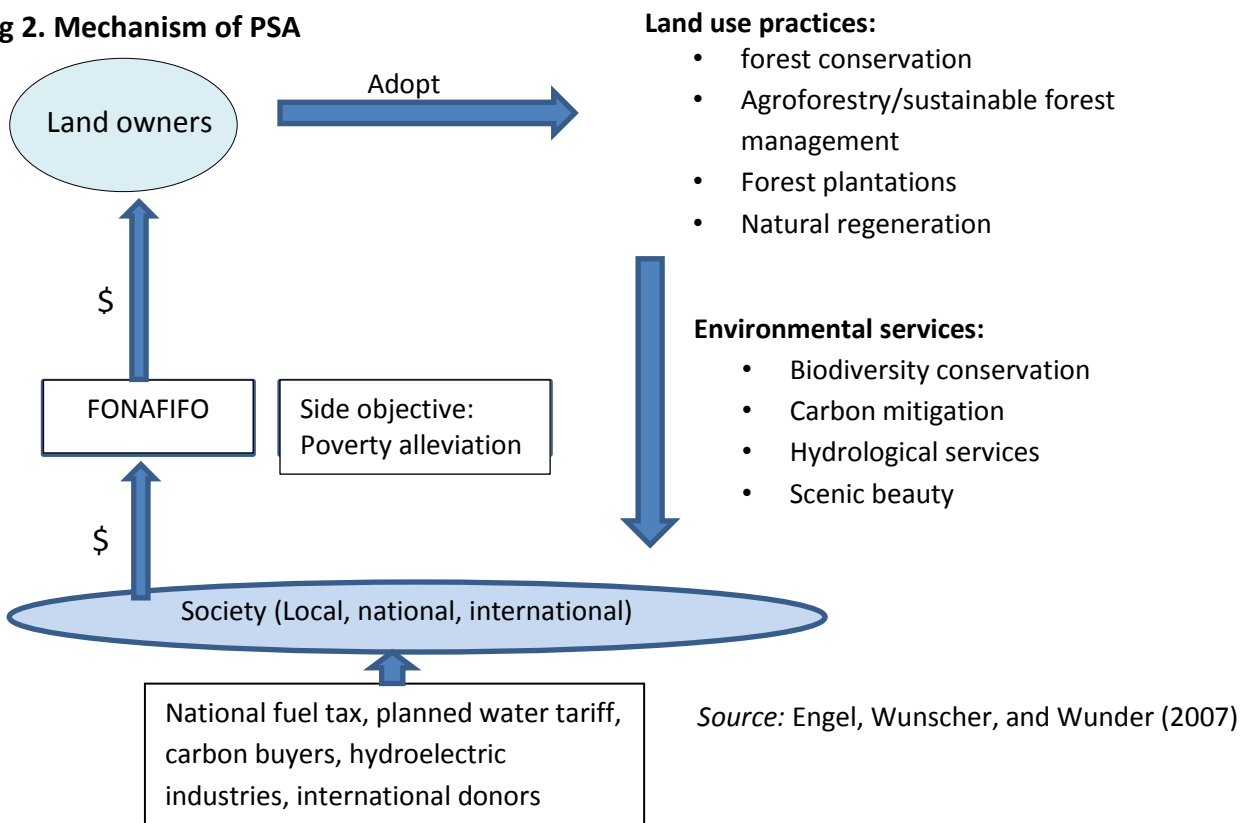 g 2. Mechanism of PSA
Land owners
Adopt
Land use practices:
• forest conservation
• Agroforestry/sustainable forest
management
• Forest plantations
• Natural regeneration
$
Environmental services:
• Biodiversity conservation
• Carbon mitigation
• Hydrological services
• Scenic beauty
FONAFIFO
Side objective:
Poverty alleviation
$
Society (Local, national, international)
National fuel tax, planned water tariff,
carbon buyers, hydroelectric
industries, international donors
Source: Engel, Wunscher, and Wunder (2007)